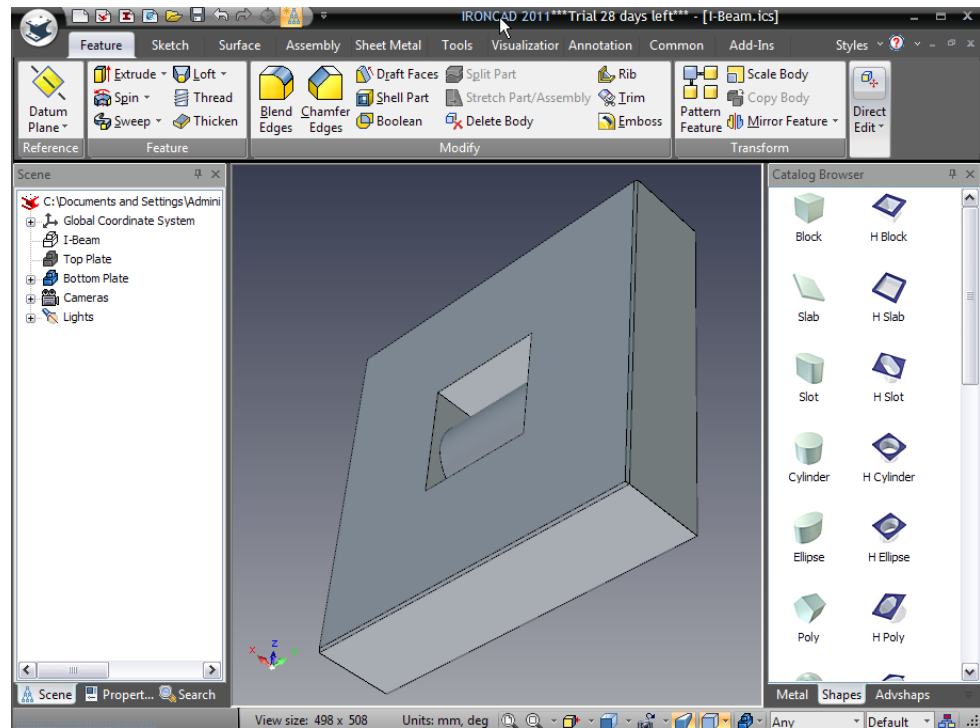 IRONCAD 2011***Trial 28 days left*** - [I-Beam.ics]
Feature Sketch Surface Assembly Sheet Metal Tools Visualization Annotation Common Add-Ins Styles
Datum Plane
Reference
Extrude Loft
Spin Thread
Sweep Thicken
Feature
Blend Edges
Chamfer Edges
Draft Faces Split Part Rib
Shell Part Stretch Part/Assembly Trim
Boolean Delete Body Emboss
Modify
Pattern Feature
Scale Body
Copy Body
Mirror Feature
Transform
Direct Edit
Scene
C:\Documents and Settings\Admini
Global Coordinate System
I-Beam
Top Plate
Bottom Plate
Cameras
Lights
Scene Propert... Search
Z
X
Y
Catalog Browser
Block H Block
Slab H Slab
Slot H Slot
Cylinder H Cylinder
Ellipse H Ellipse
Poly H Poly
Metal Shapes Advshaps
View size: 498 x 508 Units: mm, deg Any Default